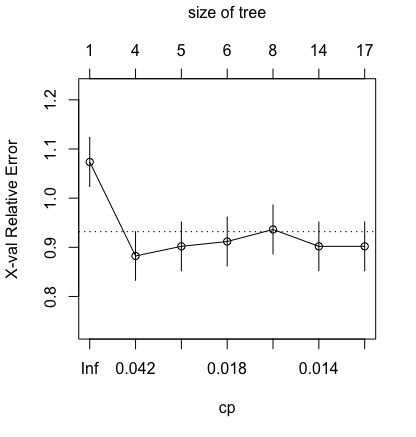 size of tree
1 4 5 6 8 14 17
X-val Relative Error
1.2
1.1
1.0
0.9
0.8
Inf 0.042 0.018 0.014
cp